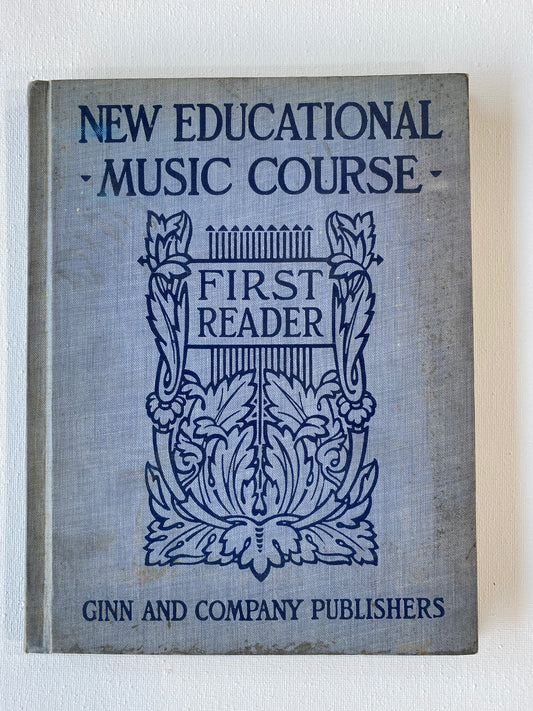 NEW EDUCATIONAL
· MUSIC COURSE ·
FIRST
READER
GINN AND COMPANY PUBLISHERS